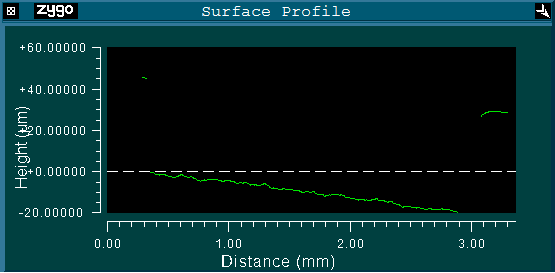 zygo Surface Profile
+60.00000
+40.00000
+20.00000
+0.00000
-20.00000
Height (µm)
0.00 1.00 2.00 3.00
Distance (mm)